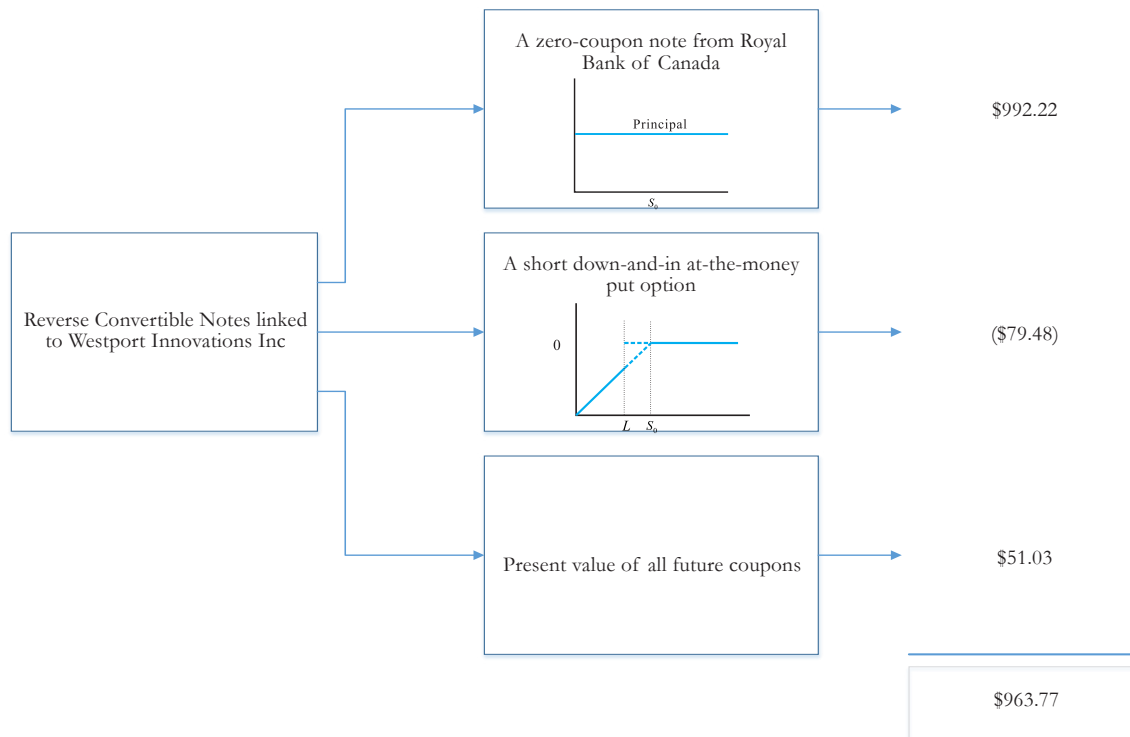 A zero-coupon note from Royal
Bank of Canada
Principal
S₀
$992.22
Reverse Convertible Notes linked
to Westport Innovations Inc
A short down-and-in at-the-money
put option
0
L S₀
($79.48)
Present value of all future coupons
$51.03
$963.77